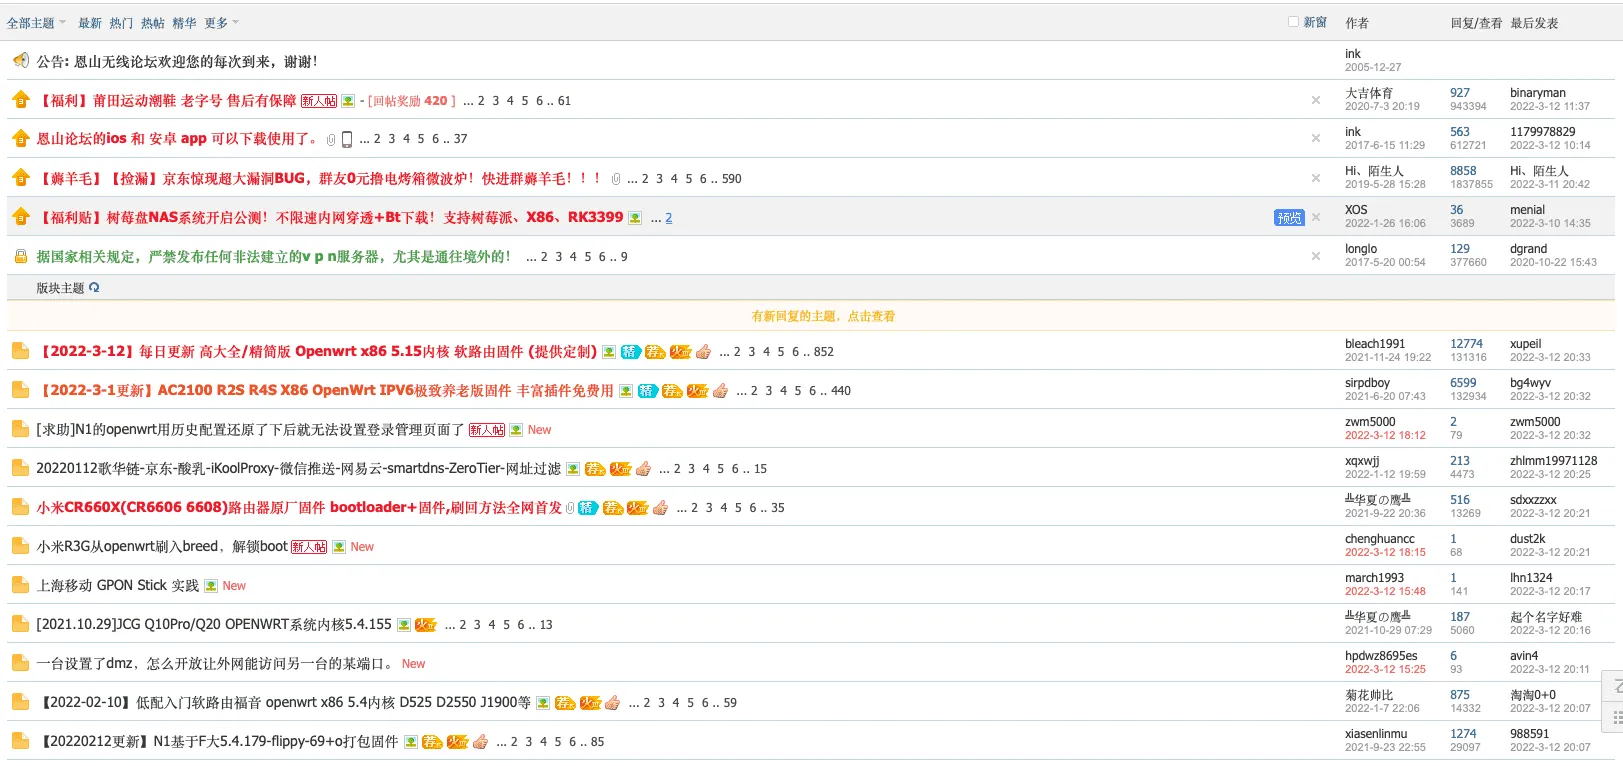 全部主题 最新 热门 热帖 精华 更多 新窗 作者 回复/查看 最后发表
公告: 恩山无线论坛欢迎您的每次到来，谢谢! ink
2005-12-27
【福利】莆田运动潮鞋 老字号 售后有保障 新人帖 - [回帖奖励 420 ] ... 2 3 4 5 6 .. 61 大吉体育 927 binaryman
2020-7-3 20:19 943394 2022-3-12 11:37
恩山论坛的ios 和 安卓 app 可以下载使用了。 ... 2 3 4 5 6 .. 37 ink 563 1179978829
2017-6-15 11:29 612721 2022-3-12 10:14
【薅羊毛】【捡漏】京东惊现超大漏洞BUG，群友0元撸电烤箱微波炉！快进群薅羊毛！！！ ... 2 3 4 5 6 .. 590 Hi、陌生人 8858 Hi、陌生人
2019-5-28 15:28 1837855 2022-3-11 20:42
【福利贴】树莓盘NAS系统开启公测！不限速内网穿透+Bt下载！支持树莓派、X86、RK3399 ... 2 预览 XOS 36 menial
2022-1-26 16:06 3689 2022-3-10 14:35
据国家相关规定，严禁发布任何非法建立的v p n服务器，尤其是通往境外的！ ... 2 3 4 5 6 .. 9 longlo 129 dgrand
2017-5-20 00:54 377660 2020-10-22 15:43
版块主题
有新回复的主题，点击查看
【2022-3-12】每日更新 高大全/精简版 Openwrt x86 5.15内核 软路由固件 (提供定制) 精 荐 火 ... 2 3 4 5 6 .. 852 bleach1991 12774 xupeil
2021-11-24 19:22 131316 2022-3-12 20:33
【2022-3-1更新】AC2100 R2S R4S X86 OpenWrt IPV6极致养老版固件 丰富插件免费用 精 荐 火 ... 2 3 4 5 6 .. 440 sirpdboy 6599 bg4wyv
2021-6-20 07:43 132934 2022-3-12 20:32
[求助]N1的openwrt用历史配置还原了下后就无法设置登录管理页面了 新人帖 New zwm5000 2 zwm5000
2022-3-12 18:12 79 2022-3-12 20:32
20220112歌华链-京东-酸乳-iKoolProxy-微信推送-网易云-smartdns-ZeroTier-网址过滤 荐 火 ... 2 3 4 5 6 .. 15 xqxwjj 213 zhlmm19971128
2022-1-12 19:59 4473 2022-3-12 20:25
小米CR660X(CR6606 6608)路由器原厂固件 bootloader+固件,刷回方法全网首发 精 荐 火 ... 2 3 4 5 6 .. 35 ╩华夏の鹰╩ 516 sdxxzzxx
2021-9-22 20:36 13269 2022-3-12 20:21
小米R3G从openwrt刷入breed，解锁boot 新人帖 New chenghuancc 1 dust2k
2022-3-12 18:15 68 2022-3-12 20:21
上海移动 GPON Stick 实践 New march1993 1 lhn1324
2022-3-12 15:48 141 2022-3-12 20:17
[2021.10.29]JCG Q10Pro/Q20 OPENWRT系统内核5.4.155 火 ... 2 3 4 5 6 .. 13 ╩华夏の鹰╩ 187 起个名字好难
2021-10-29 07:29 5060 2022-3-12 20:16
一台设置了dmz，怎么开放让外网能访问另一台的某端口。 New hpdwz8695es 6 avin4
2022-3-12 15:25 93 2022-3-12 20:11
【2022-02-10】低配入门软路由福音 openwrt x86 5.4内核 D525 D2550 J1900等 荐 火 ... 2 3 4 5 6 .. 59 菊花帅比 875 淘淘0+0
2022-1-7 22:06 14332 2022-3-12 20:07
【20220212更新】N1基于F大5.4.179-flippy-69+o打包固件 荐 火 ... 2 3 4 5 6 .. 85 xiasenlinmu 1274 988591
2021-9-23 22:55 29097 2022-3-12 20:07